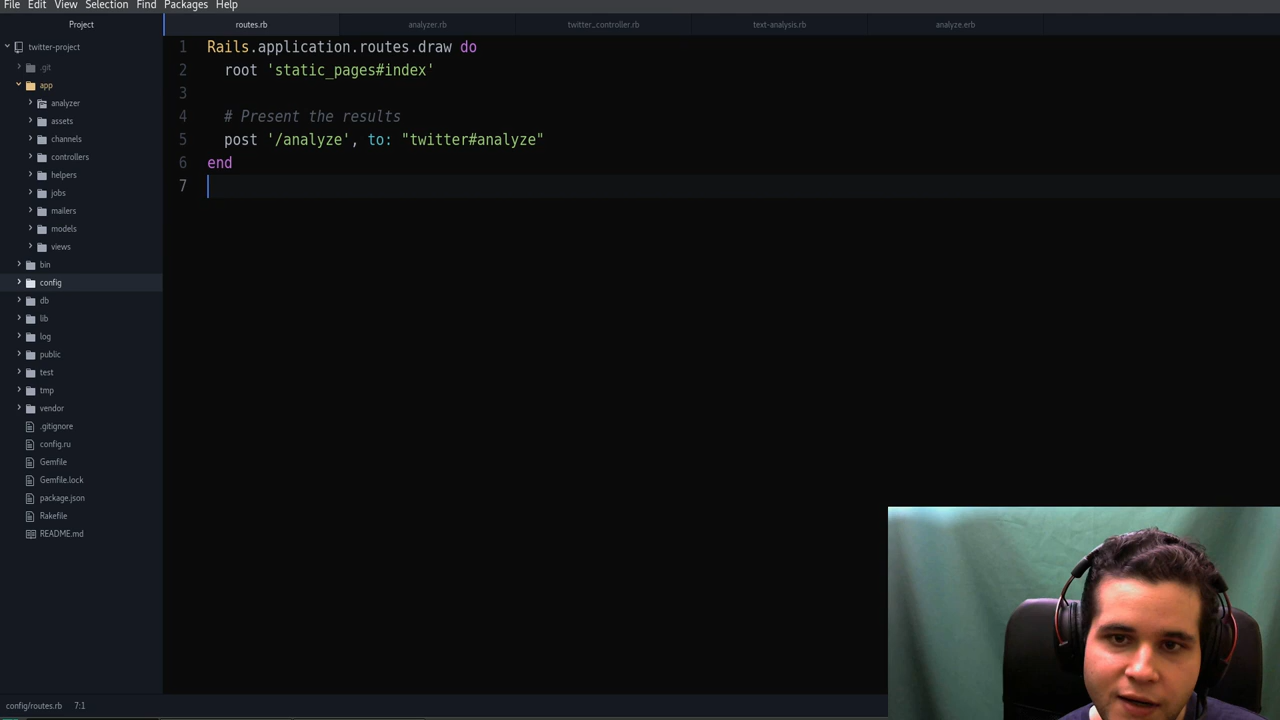 File Edit View Selection Find Packages Help
Project
routes.rb
analyzer.rb
twitter_controller.rb
text-analysis.rb
analyze.erb
twitter-project
.git
app
analyzer
assets
channels
controllers
helpers
jobs
mailers
models
views
bin
config
db
lib
log
public
test
tmp
vendor
.gitignore
config.ru
Gemfile
Gemfile.lock
package.json
Rakefile
README.md
1 Rails.application.routes.draw do
2 root 'static_pages#index'
3
4 # Present the results
5 post '/analyze', to: "twitter#analyze"
6 end
7
config/routes.rb 7:1